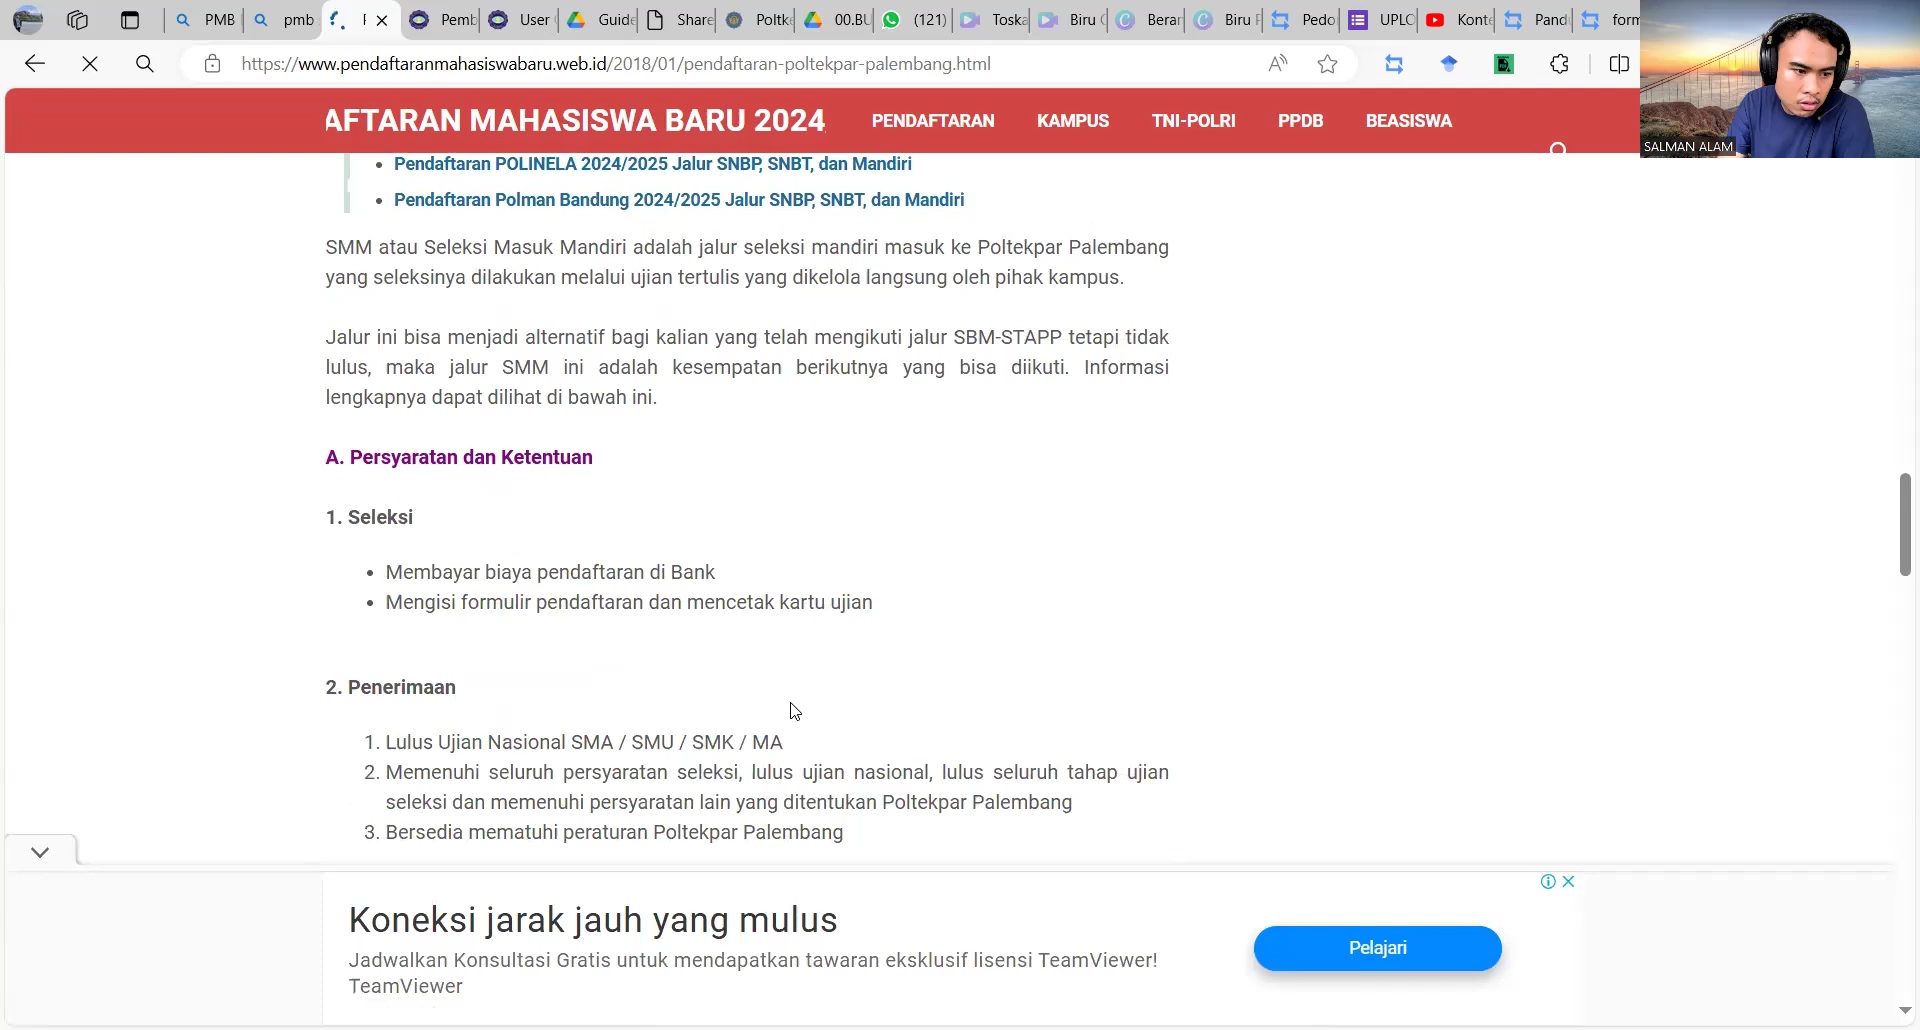 PMB
pmb
F
Pemb
User
Guide
Share
Poltke
00.BU
(121)
Toska
Biru
Beran
Biru F
Pedo
UPLO
Konte
Pand
form
https://www.pendaftaranmahasiswabaru.web.id/2018/01/pendaftaran-poltekpar-palembang.html
AFTARAN MAHASISWA BARU 2024
PENDAFTARAN
KAMPUS
TNI-POLRI
PPDB
BEASISWA
SALMAN ALAM
• Pendaftaran POLINELA 2024/2025 Jalur SNBP, SNBT, dan Mandiri
• Pendaftaran Polman Bandung 2024/2025 Jalur SNBP, SNBT, dan Mandiri
SMM atau Seleksi Masuk Mandiri adalah jalur seleksi mandiri masuk ke Poltekpar Palembang
yang seleksinya dilakukan melalui ujian tertulis yang dikelola langsung oleh pihak kampus.
Jalur ini bisa menjadi alternatif bagi kalian yang telah mengikuti jalur SBM-STAPP tetapi tidak
lulus, maka jalur SMM ini adalah kesempatan berikutnya yang bisa diikuti. Informasi
lengkapnya dapat dilihat di bawah ini.
A. Persyaratan dan Ketentuan
1. Seleksi
• Membayar biaya pendaftaran di Bank
• Mengisi formulir pendaftaran dan mencetak kartu ujian
2. Penerimaan
1. Lulus Ujian Nasional SMA / SMU / SMK / MA
2. Memenuhi seluruh persyaratan seleksi, lulus ujian nasional, lulus seluruh tahap ujian
seleksi dan memenuhi persyaratan lain yang ditentukan Poltekpar Palembang
3. Bersedia mematuhi peraturan Poltekpar Palembang
Koneksi jarak jauh yang mulus
Jadwalkan Konsultasi Gratis untuk mendapatkan tawaran eksklusif lisensi TeamViewer!
TeamViewer
Pelajari